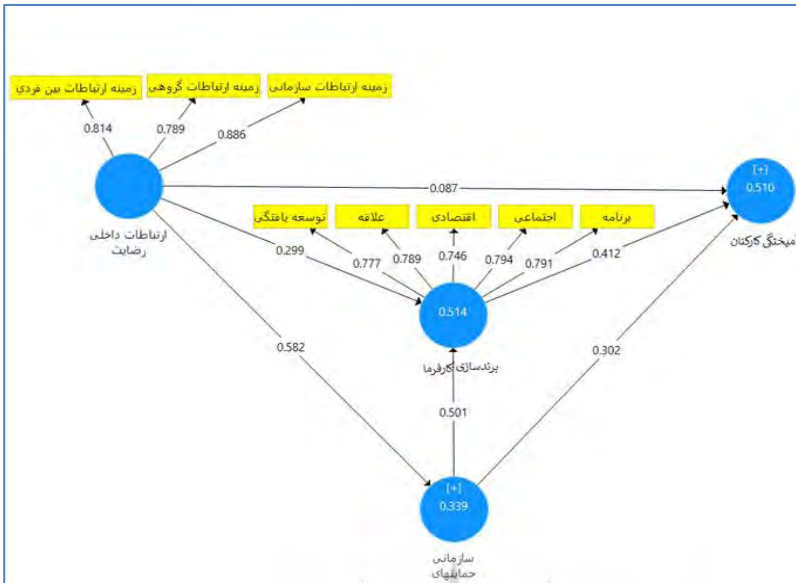 زمینه ارتباطات سازمانی
زمینه ارتباطات گروهی
زمینه ارتباطات بین فردی
0.886
0.789
0.814
[+]
0.510
0.087
آمیختگی کارکنان
ارتباطات داخلی
رضایت
برنامه
اجتماعی
اقتصادی
علاقه
توسعه یافتگی
0.412
0.791
0.794
0.746
0.789
0.777
0.299
0.514
برندسازی کارفرما
0.582
0.302
0.501
[+]
0.339
سازمانی
حمایتهای